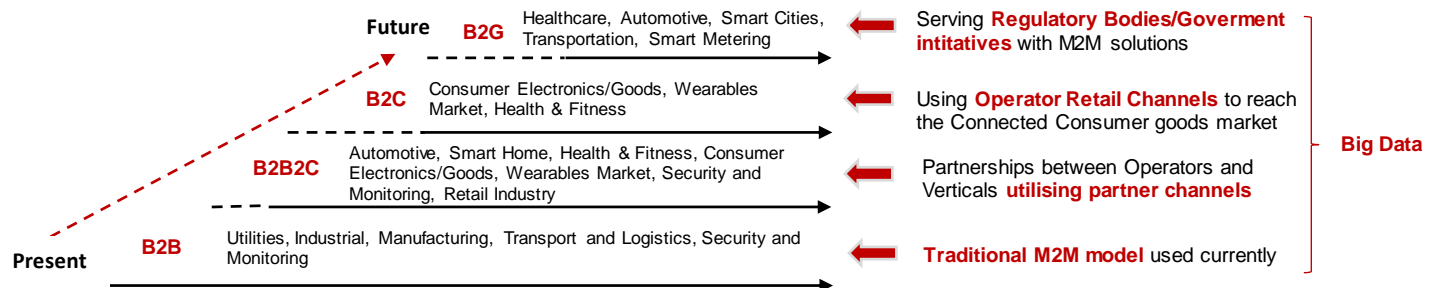 Future
B2G
Healthcare, Automotive, Smart Cities,
Transportation, Smart Metering
Serving Regulatory Bodies/Goverment
intitatives with M2M solutions
B2C
Consumer Electronics/Goods, Wearables
Market, Health & Fitness
Using Operator Retail Channels to reach
the Connected Consumer goods market
B2B2C
Automotive, Smart Home, Health & Fitness, Consumer
Electronics/Goods, Wearables Market, Security and
Monitoring, Retail Industry
Partnerships between Operators and
Verticals utilising partner channels
Present
B2B
Utilities, Industrial, Manufacturing, Transport and Logistics, Security and
Monitoring
Traditional M2M model used currently
Big Data